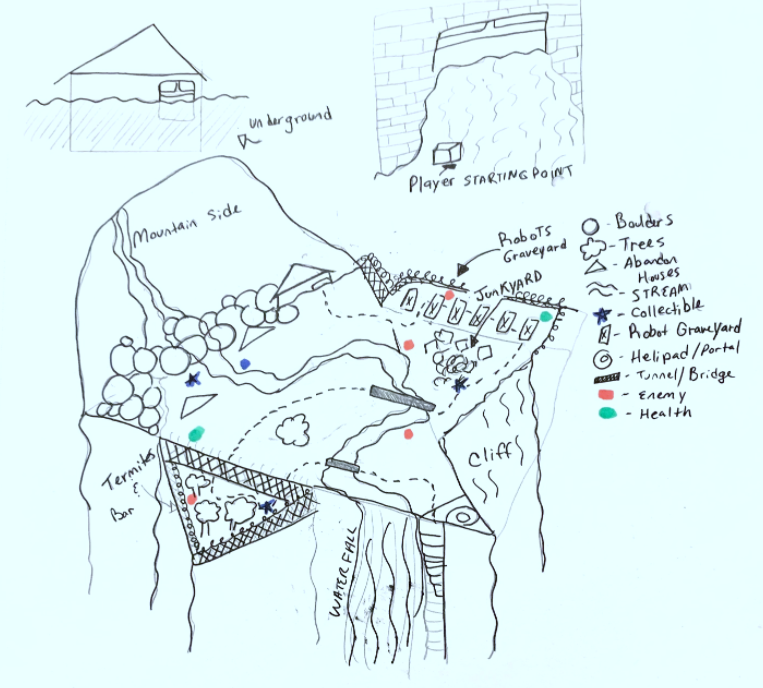 underground
Player STARTING POINT
Mountain Side
Robots
Graveyard
JunKYARD
Cliff
Termites
&
Bar
WATERFALL
- Boulders
- Trees
- Abandon
Houses
- STREAM
- Collectible
- Robot Graveyard
- Helipad/Portal
- Tunnel/Bridge
- Enemy
- Health